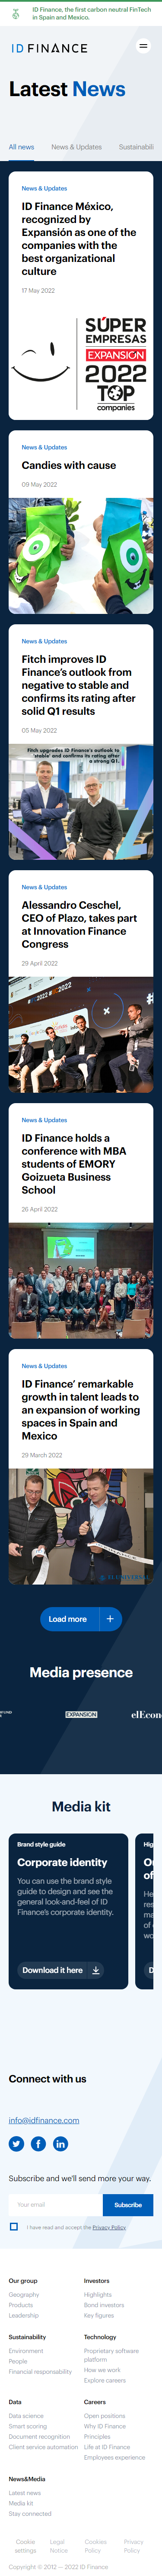 ID Finance, the first carbon neutral FinTech
in Spain and Mexico.
ID FINANCE
Latest News
All news
News & Updates
Sustainabili
News & Updates
ID Finance México,
recognized by
Expansión as one of the
companies with the
best organizational
culture
17 May 2022
SÚPER
EMPRESAS
EXPANSIÓN
2022
TOP
companies
News & Updates
Candies with cause
09 May 2022
News & Updates
Fitch improves ID
Finance's outlook from
negative to stable and
confirms its rating after
solid Q1 results
05 May 2022
Fitch upgrades ID Finance's outlook to
'stable' and confirms its rating after
a strong Q1.
News & Updates
Alessandro Ceschel,
CEO of Plazo, takes part
at Innovation Finance
Congress
29 April 2022
News & Updates
ID Finance holds a
conference with MBA
students of EMORY
Goizueta Business
School
26 April 2022
News & Updates
ID Finance' remarkable
growth in talent leads to
an expansion of working
spaces in Spain and
Mexico
29 March 2022
Load more
Media presence
EXPANSIÓN
elEcon
Media kit
Brand style guide
Corporate identity
You can use the brand style
guide to design and see the
general look-and-feel of ID
Finance's corporate identity.
Download it here
Connect with us
info@idfinance.com
Subscribe and we'll send more your way.
Your email
Subscribe
I have read and accept the Privacy Policy
Our group
Geography
Products
Leadership
Investors
Highlights
Bond investors
Key figures
Sustainability
Environment
People
Financial responsability
Technology
Proprietary software
platform
How we work
Explore careers
Data
Data science
Smart scoring
Document recognition
Client service automation
Careers
Open positions
Why ID Finance
Principles
Life at ID Finance
Employees experience
News&Media
Latest news
Media kit
Stay connected
Cookie
settings
Legal
Notice
Cookies
Policy
Privacy
Policy
Copyright © 2012 — 2022 ID Finance